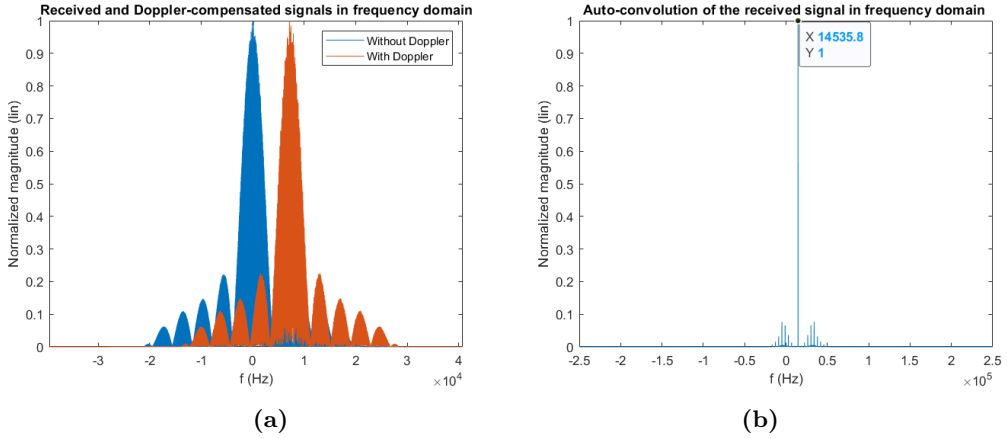 Received and Doppler-compensated signals in frequency domain
Normalized magnitude (lin)
1
0.9
0.8
0.7
0.6
0.5
0.4
0.3
0.2
0.1
0
Without Doppler
With Doppler
-3 -2 -1 0 1 2 3 4
f (Hz)
×10^4
(a)
Auto-convolution of the received signal in frequency domain
Normalized magnitude (lin)
1
0.9
0.8
0.7
0.6
0.5
0.4
0.3
0.2
0.1
0
X 14535.8
Y 1
-2.5 -2 -1.5 -1 -0.5 0 0.5 1 1.5 2 2.5
f (Hz)
×10^5
(b)